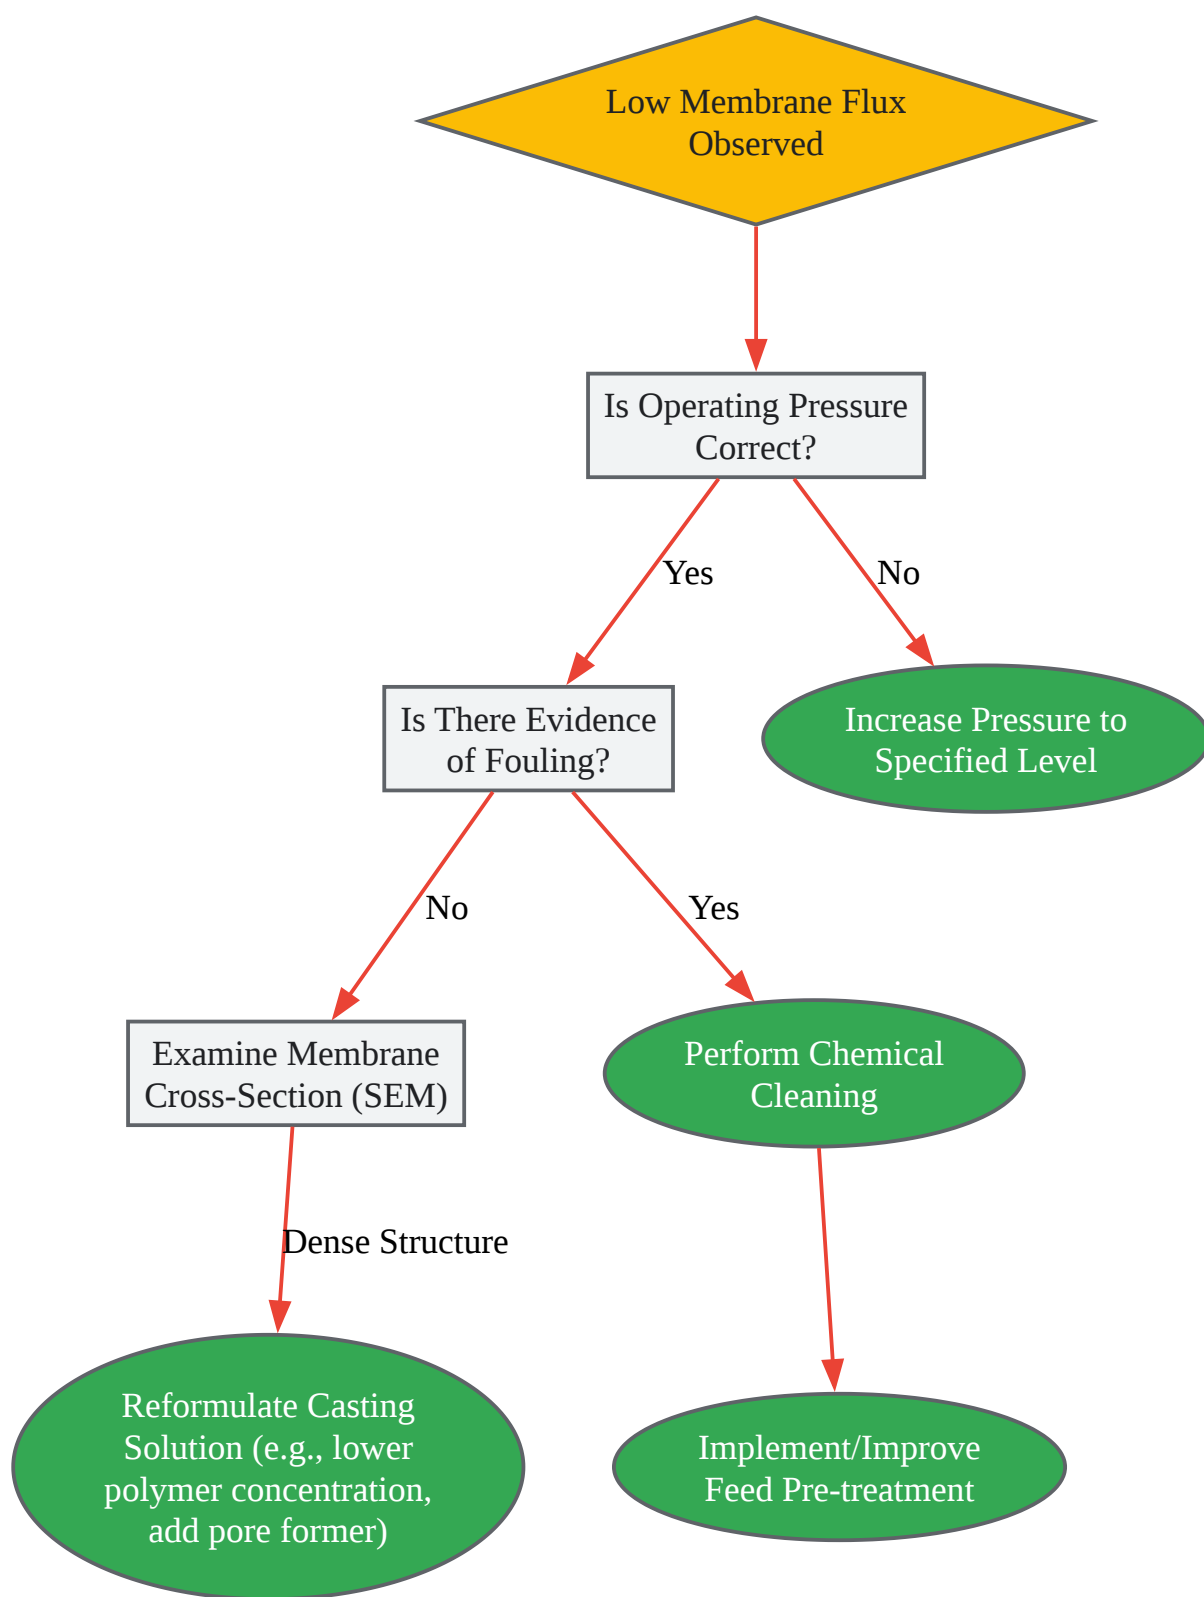 Low Membrane Flux
Observed
Is Operating Pressure
Correct?
Yes
No
Is There Evidence
of Fouling?
Increase Pressure to
Specified Level
No
Yes
Examine Membrane
Cross-Section (SEM)
Perform Chemical
Cleaning
Dense Structure
Reformulate Casting
Solution (e.g., lower
polymer concentration,
add pore former)
Implement/Improve
Feed Pre-treatment